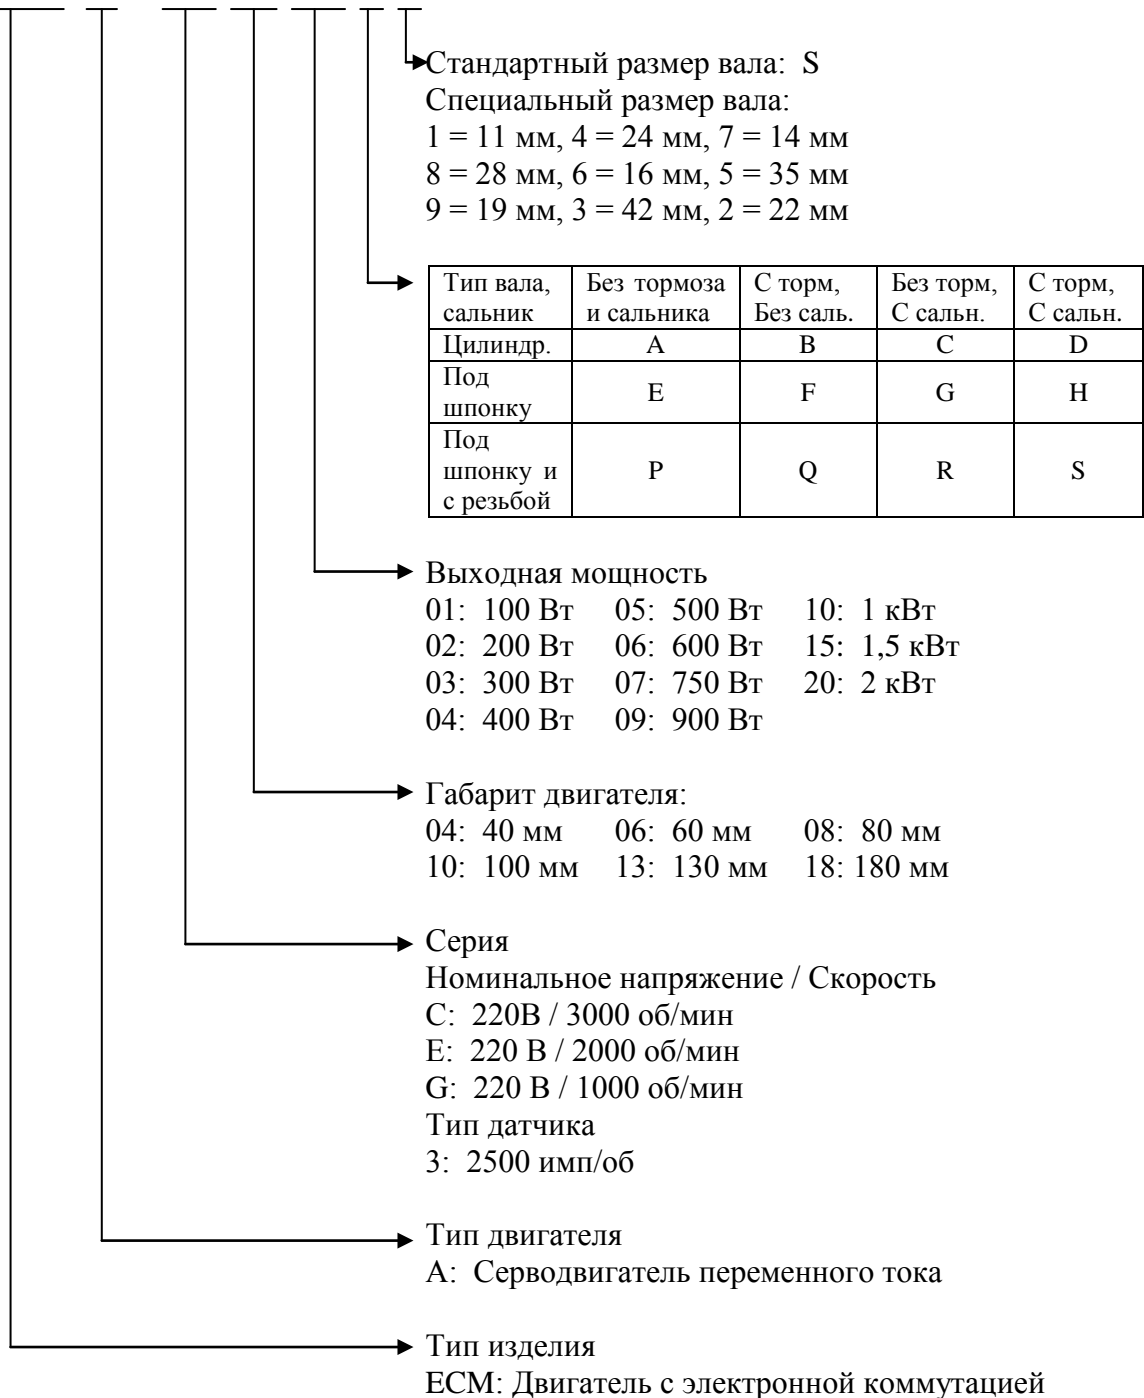 Стандартный размер вала: S
Специальный размер вала:
1 = 11 мм, 4 = 24 мм, 7 = 14 мм
8 = 28 мм, 6 = 16 мм, 5 = 35 мм
9 = 19 мм, 3 = 42 мм, 2 = 22 мм
Тип вала, сальник Без тормоза и сальника С торм, Без саль. Без торм, С сальн. С торм, С сальн.
Цилиндр. A B C D
Под шпонку E F G H
Под шпонку и с резьбой P Q R S
Выходная мощность
01: 100 Вт 05: 500 Вт 10: 1 кВт
02: 200 Вт 06: 600 Вт 15: 1,5 кВт
03: 300 Вт 07: 750 Вт 20: 2 кВт
04: 400 Вт 09: 900 Вт
Габарит двигателя:
04: 40 мм 06: 60 мм 08: 80 мм
10: 100 мм 13: 130 мм 18: 180 мм
Серия
Номинальное напряжение / Скорость
C: 220В / 3000 об/мин
E: 220 В / 2000 об/мин
G: 220 В / 1000 об/мин
Тип датчика
3: 2500 имп/об
Тип двигателя
A: Серводвигатель переменного тока
Тип изделия
ECM: Двигатель с электронной коммутацией